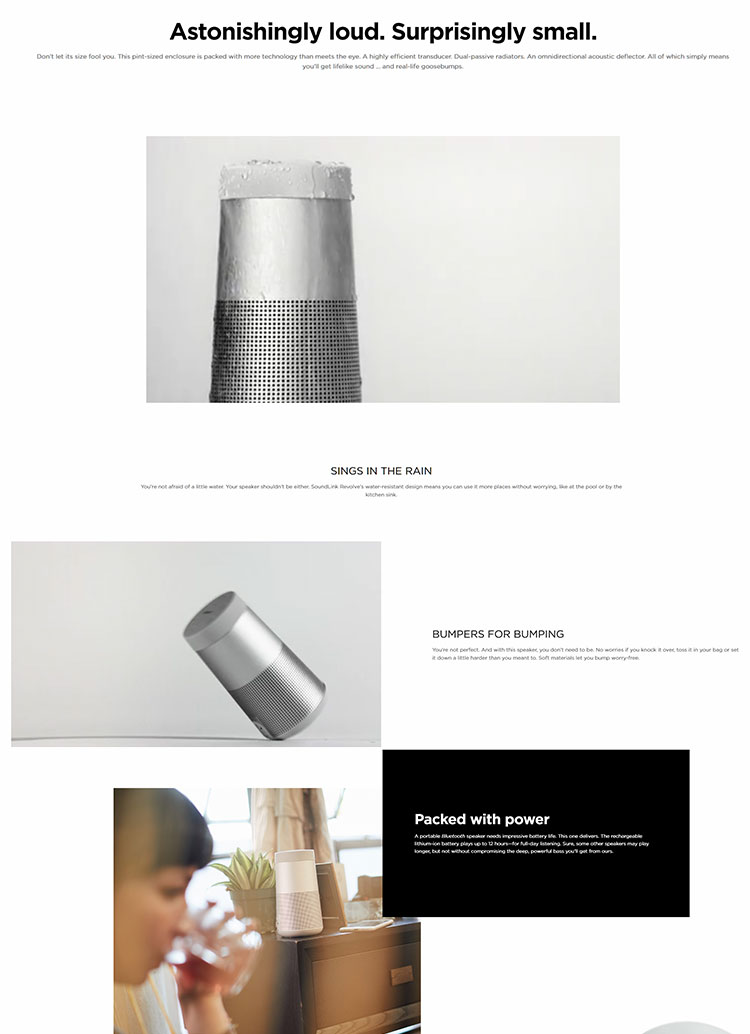 Astonishingly loud. Surprisingly small.
Don't let its size fool you. This pint-sized enclosure is packed with more technology than meets the eye. A highly efficient transducer. Dual-passive radiators. An omnidirectional acoustic deflector. All of which simply means
you'll get lifelike sound ... and real-life goosebumps.
SINGS IN THE RAIN
You're not afraid of a little water. Your speaker shouldn't be either. SoundLink Revolve's water-resistant design means you can use it more places without worrying, like at the pool or by the
kitchen sink.
BUMPERS FOR BUMPING
You're not perfect. And with this speaker, you don't need to be. No worries if you knock it over, toss it in your bag or set
it down a little harder than you meant to. Soft materials let you bump worry-free.
Packed with power
A portable Bluetooth speaker needs impressive battery life. This one delivers. The rechargeable
lithium-ion battery plays up to 12 hours—for full-day listening. Sure, some other speakers may play
longer, but not without compromising the deep, powerful bass you'll get from ours.